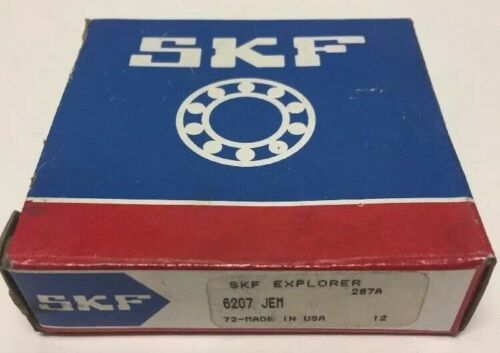 SKF
SKF
SKF EXPLORER
287A
6207 JEM
72-MADE IN USA 12